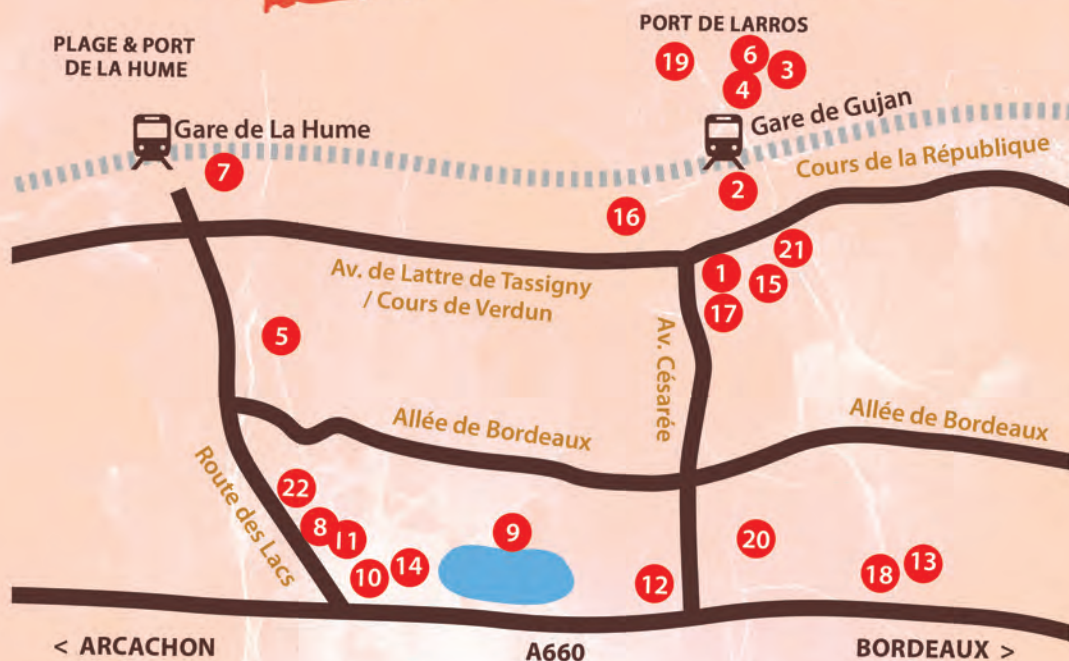 PORT DE LARROS
PLAGE & PORT
DE LA HUME
6
19
3
4
Gare de Gujan
Gare de La Hume
7
Cours de la République
2
16
21
1
15
Av. de Lattre de Tassigny
/ Cours de Verdun
17
5
Av. Césarée
Allée de Bordeaux
Allée de Bordeaux
Route des Lacs
22
8
11
9
20
10
14
12
18
13
< ARCACHON
A660
BORDEAUX >